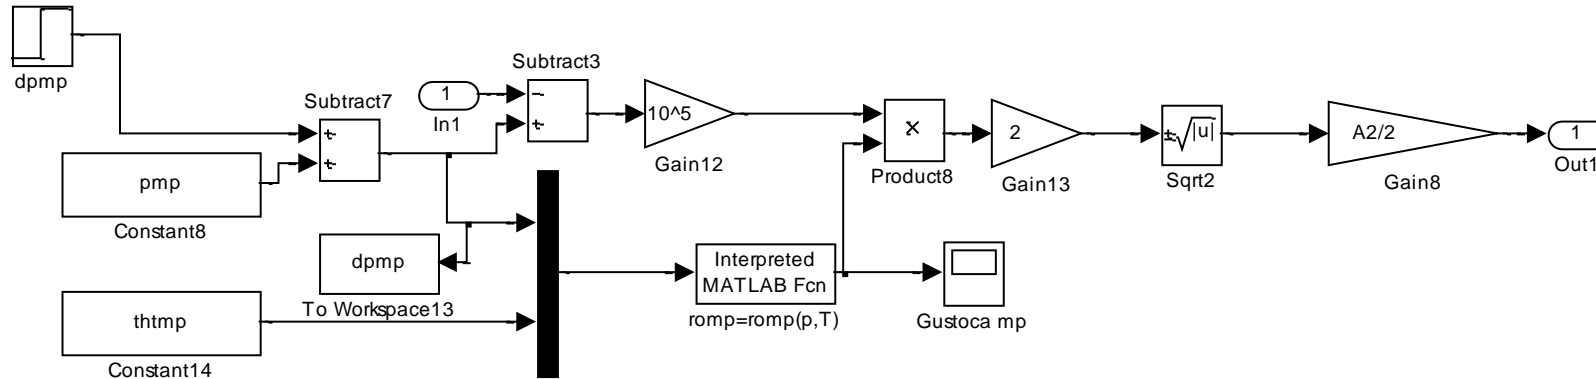 dpmp
Subtract7
+
+
pmp
Constant8
1
In1
Subtract3
−
+
10^5
Gain12
×
Product8
2
Gain13
±√|u|
Sqrt2
A2/2
Gain8
1
Out1
dpmp
To Workspace13
thtmp
Constant14
Interpreted
MATLAB Fcn
romp=romp(p,T)
Gustoca mp